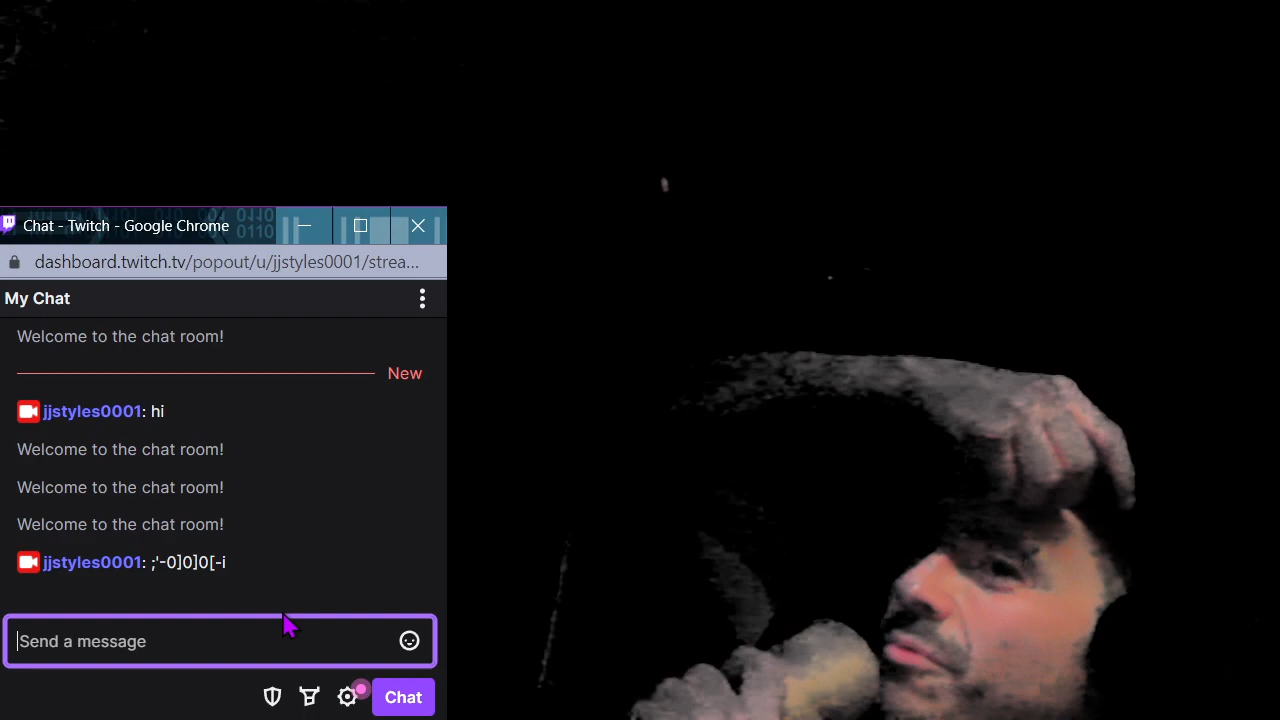 Chat - Twitch - Google Chrome
dashboard.twitch.tv/popout/u/jjstyles0001/strea...
My Chat
Welcome to the chat room!
New
jjstyles0001: hi
Welcome to the chat room!
Welcome to the chat room!
Welcome to the chat room!
jjstyles0001: ;'-0]0]0[-i
Send a message
Chat